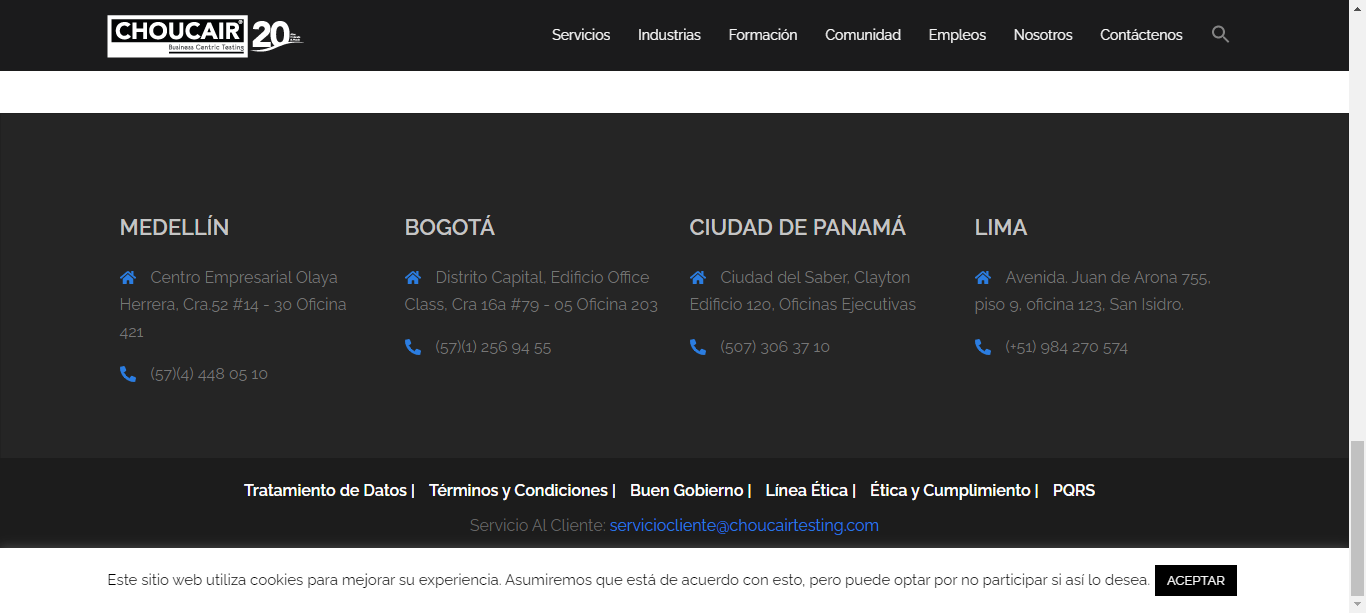 CHOUCAIR
Business Centric Testing
20
Servicios
Industrias
Formación
Comunidad
Empleos
Nosotros
Contáctenos
MEDELLÍN
Centro Empresarial Olaya
Herrera, Cra.52 #14 - 30 Oficina
421
(57)(4) 448 05 10
BOGOTÁ
Distrito Capital, Edificio Office
Class, Cra 16a #79 - 05 Oficina 203
(57)(1) 256 94 55
CIUDAD DE PANAMÁ
Ciudad del Saber, Clayton
Edificio 120, Oficinas Ejecutivas
(507) 306 37 10
LIMA
Avenida. Juan de Arona 755,
piso 9, oficina 123, San Isidro.
(+51) 984 270 574
Tratamiento de Datos | Términos y Condiciones | Buen Gobierno | Línea Ética | Ética y Cumplimiento | PQRS
Servicio Al Cliente: serviciocliente@choucairtesting.com
Este sitio web utiliza cookies para mejorar su experiencia. Asumiremos que está de acuerdo con esto, pero puede optar por no participar si así lo desea. ACEPTAR